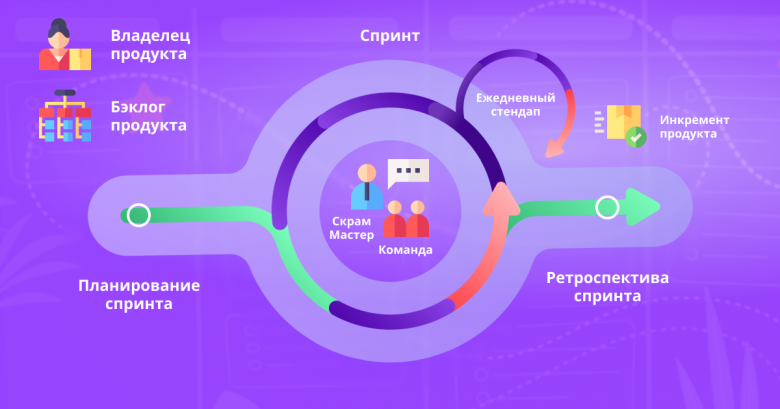 Владелец
продукта
Бэклог
продукта
Спринт
Ежедневный
стендап
Инкремент
продукта
Скрам
Мастер
Команда
Планирование
спринта
Ретроспектива
спринта